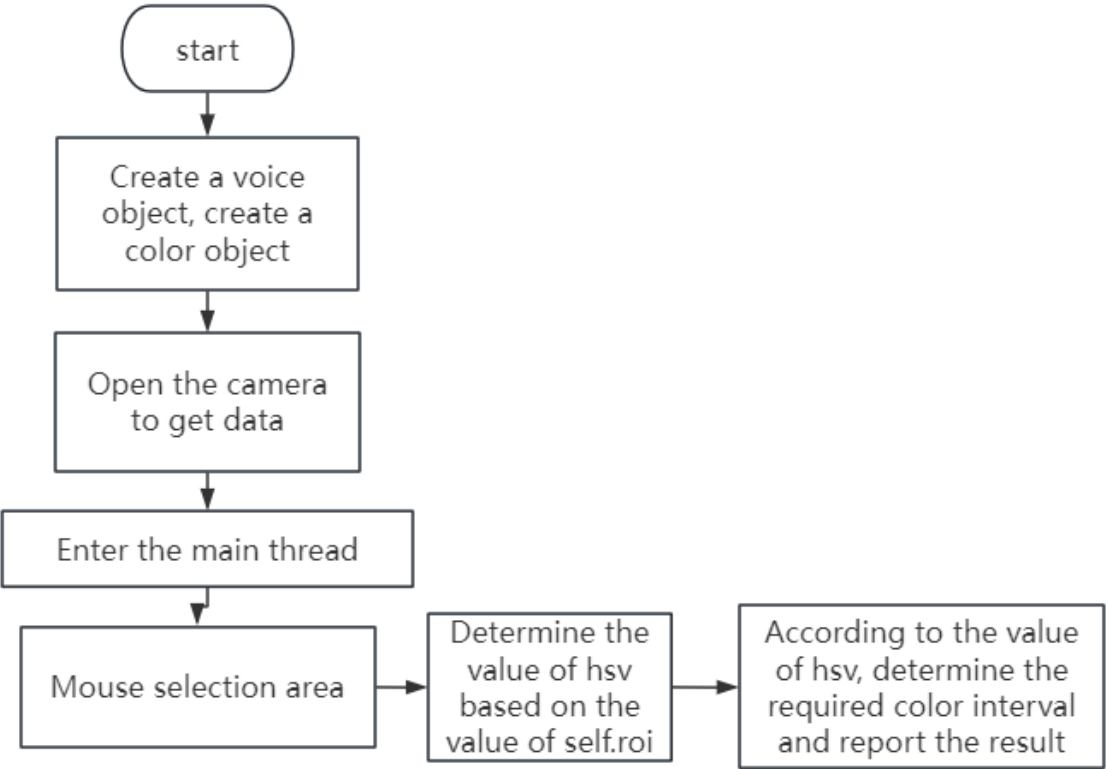 start
Create a voice
object, create a
color object
Open the camera
to get data
Enter the main thread
Mouse selection area
Determine the
value of hsv
based on the
value of self.roi
According to the value
of hsv, determine the
required color interval
and report the result